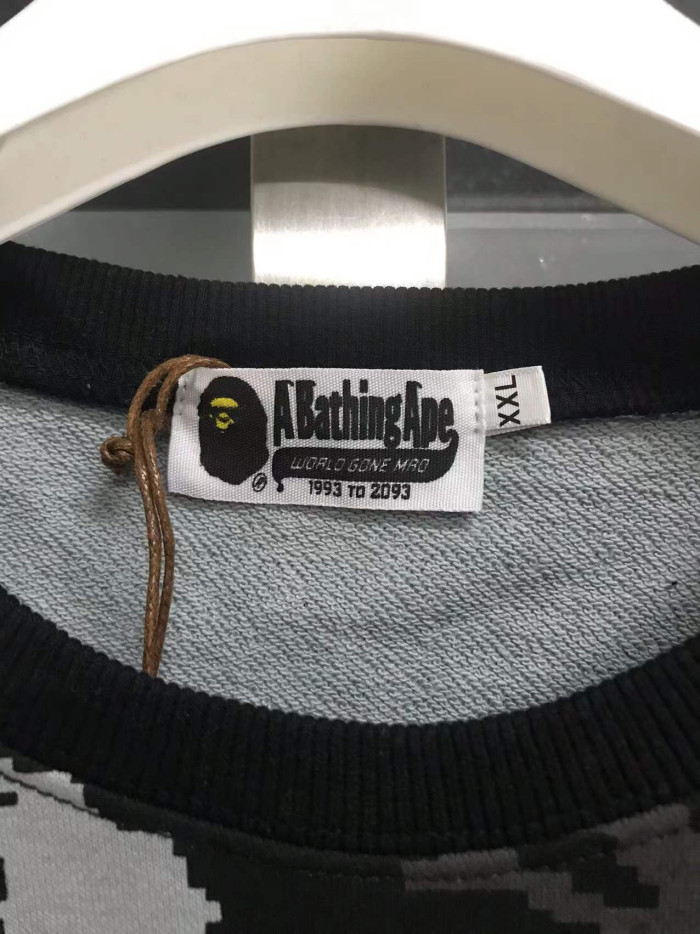 A Bathing Ape
WORLD GONE MAD
1993 TO 2093
XXL